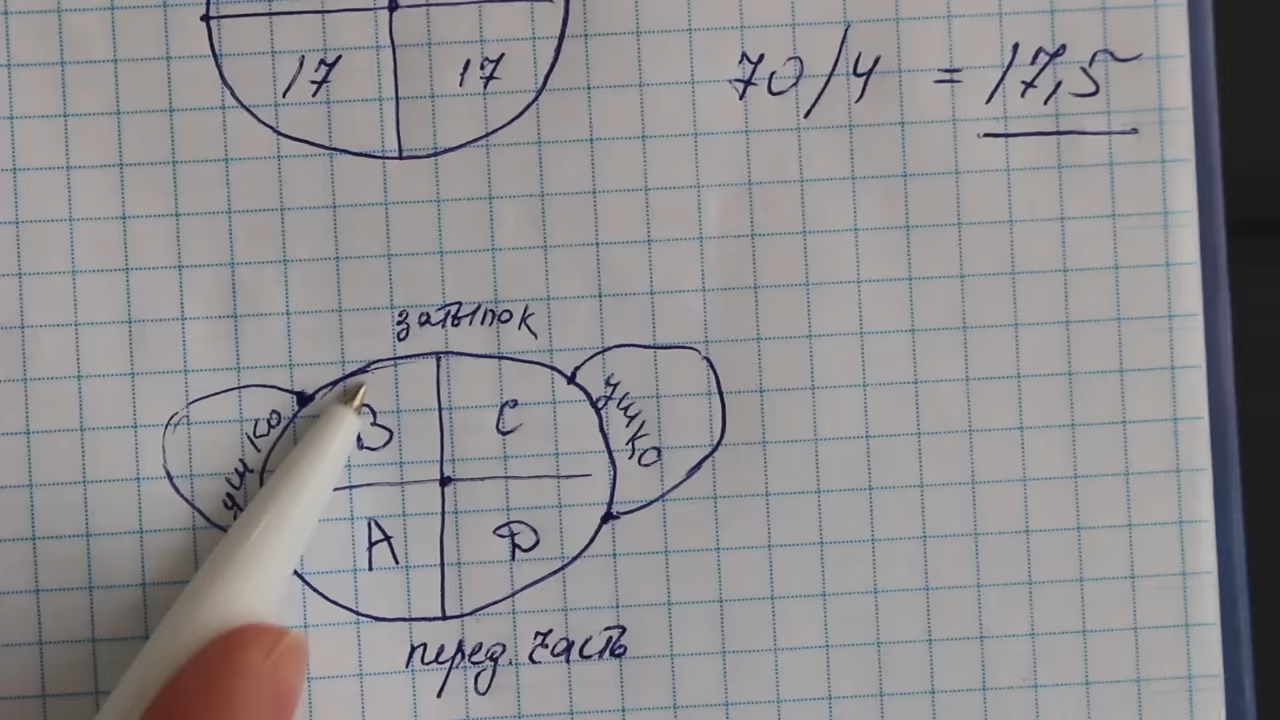 17 17
70/4 = 17,5
затылок
ушко
B
C
ушко
A
D
перед. часть